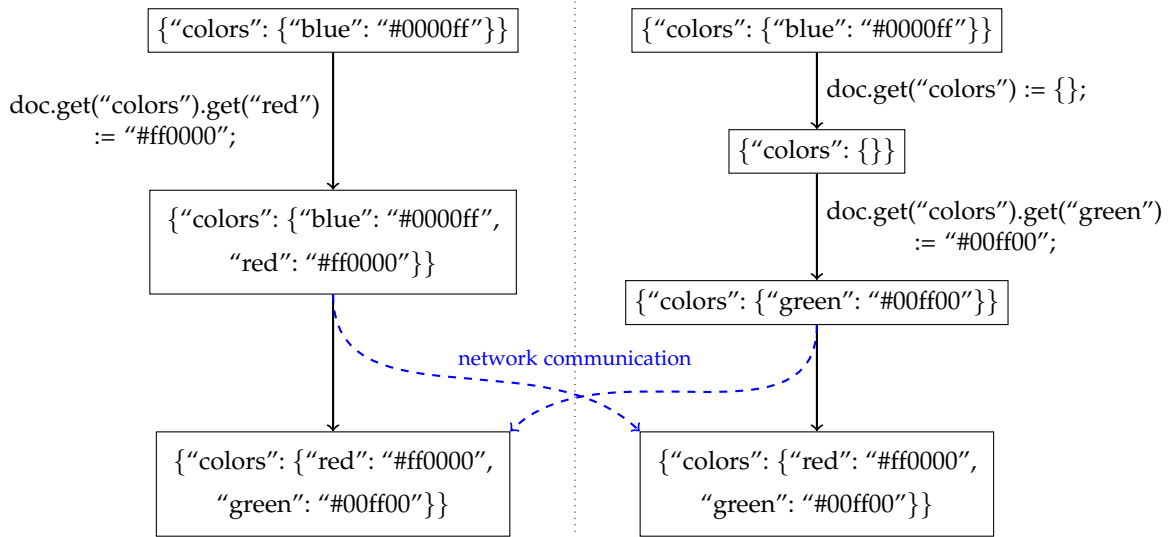 {“colors”: {“blue”: “#0000ff”}}
doc.get(“colors”).get(“red”)
:= “#ff0000”;
{“colors”: {“blue”: “#0000ff”,
“red”: “#ff0000”}}
{“colors”: {“blue”: “#0000ff”}}
doc.get(“colors”) := {};
{“colors”: {}}
doc.get(“colors”).get(“green”)
:= “#00ff00”;
{“colors”: {“green”: “#00ff00”}}
network communication
{“colors”: {“red”: “#ff0000”,
“green”: “#00ff00”}}
{“colors”: {“red”: “#ff0000”,
“green”: “#00ff00”}}